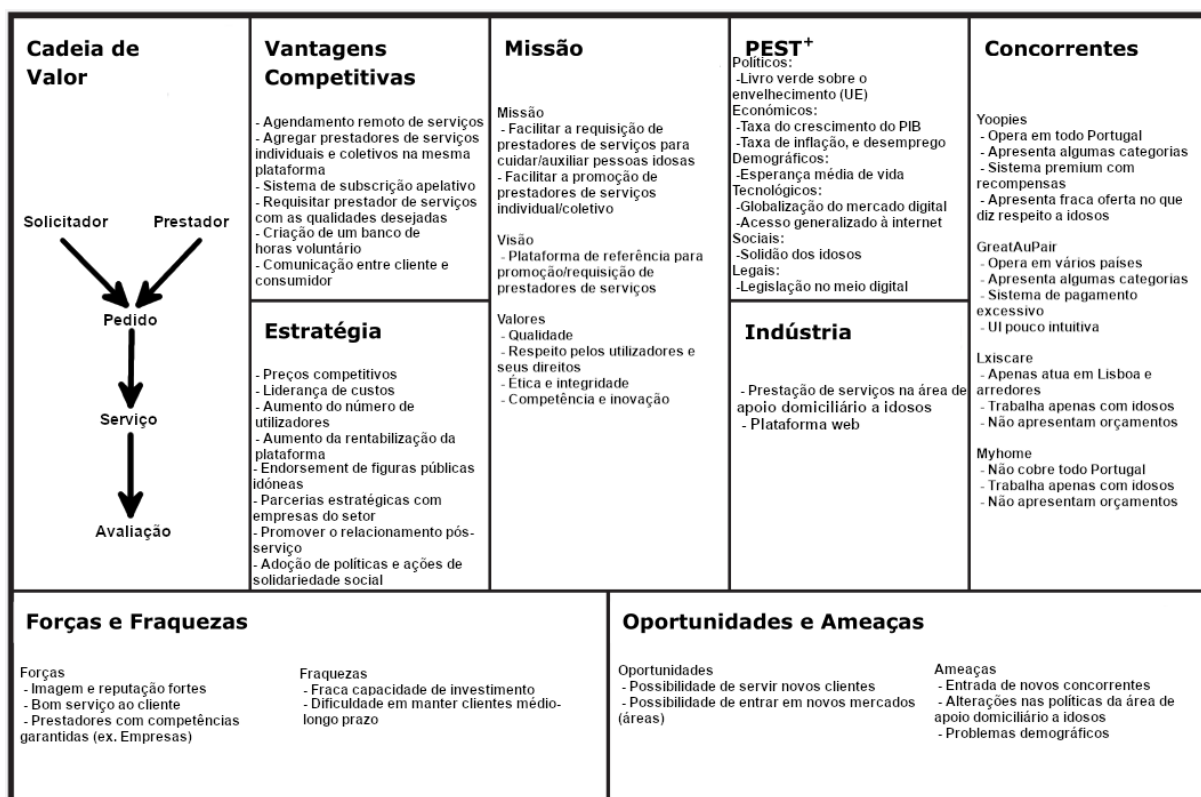 Cadeia de
Valor
Solicitador
Prestador
Pedido
Serviço
Avaliação
Vantagens
Competitivas
- Agendamento remoto de serviços
- Agregar prestadores de serviços
individuais e coletivos na mesma
plataforma
- Sistema de subscrição apelativo
- Requisitar prestador de serviços
com as qualidades desejadas
- Criação de um banco de
horas voluntário
- Comunicação entre cliente e
consumidor
Estratégia
- Preços competitivos
- Liderança de custos
- Aumento do número de
utilizadores
- Aumento da rentabilização da
plataforma
- Endorsement de figuras públicas
idóneas
- Parcerias estratégicas com
empresas do setor
- Promover o relacionamento pós-
serviço
- Adoção de políticas e ações de
solidariedade social
Missão
Missão
- Facilitar a requisição de
prestadores de serviços para
cuidar/auxiliar pessoas idosas
- Facilitar a promoção de
prestadores de serviços
individual/coletivo
Visão
- Plataforma de referência para
promoção/requisição de
prestadores de serviços
Valores
- Qualidade
- Respeito pelos utilizadores e
seus direitos
- Ética e integridade
- Competência e inovação
PEST+
Políticos:
-Livro verde sobre o
envelhecimento (UE)
Económicos:
-Taxa do crescimento do PIB
-Taxa de inflação, e desemprego
Demográficos:
-Esperança média de vida
Tecnológicos:
-Globalização do mercado digital
-Acesso generalizado à internet
Sociais:
-Solidão dos idosos
Legais:
-Legislação no meio digital
Indústria
- Prestação de serviços na área de
apoio domiciliário a idosos
- Plataforma web
Concorrentes
Yoopies
- Opera em todo Portugal
- Apresenta algumas categorias
- Sistema premium com
recompensas
- Apresenta fraca oferta no que
diz respeito a idosos
GreatAuPair
- Opera em vários países
- Apresenta algumas categorias
- Sistema de pagamento
excessivo
- UI pouco intuitiva
Lxiscare
- Apenas atua em Lisboa e
arredores
- Trabalha apenas com idosos
- Não apresentam orçamentos
Myhome
- Não cobre todo Portugal
- Trabalha apenas com idosos
- Não apresentam orçamentos
Forças e Fraquezas
Forças
- Imagem e reputação fortes
- Bom serviço ao cliente
- Prestadores com competências
garantidas (ex. Empresas)
Fraquezas
- Fraca capacidade de investimento
- Dificuldade em manter clientes médio-
longo prazo
Oportunidades e Ameaças
Oportunidades
- Possibilidade de servir novos clientes
- Possibilidade de entrar em novos mercados
(áreas)
Ameaças
- Entrada de novos concorrentes
- Alterações nas políticas da área de
apoio domiciliário a idosos
- Problemas demográficos